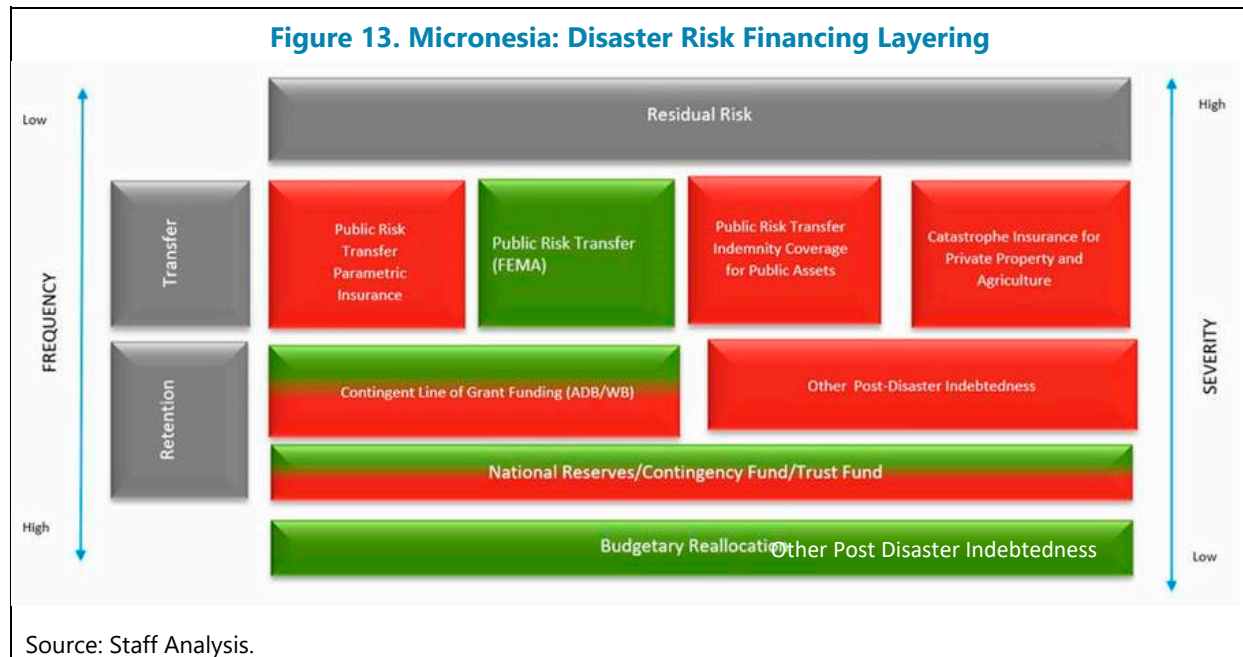 Figure 13. Micronesia: Disaster Risk Financing Layering
Low
High
Residual Risk
FREQUENCY
Transfer
Public Risk
Transfer
Parametric
Insurance
Public Risk Transfer
(FEMA)
Public Risk Transfer
Indemnity Coverage
for Public Assets
Catastrophe Insurance for
Private Property and
Agriculture
SEVERITY
Retention
Contingent Line of Grant Funding (ADB/WB)
Other Post-Disaster Indebtedness
National Reserves/Contingency Fund/Trust Fund
High
Budgetary Reallocation
Other Post Disaster Indebtedness
Low
Source: Staff Analysis.